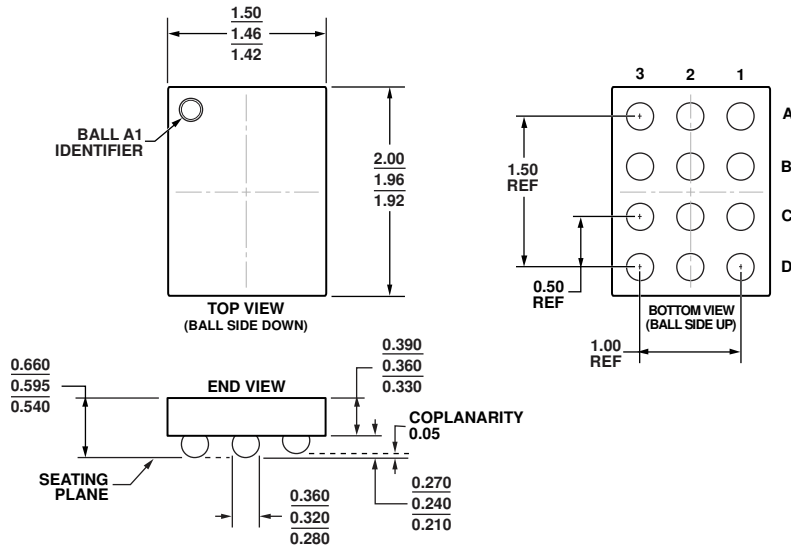 1.50
1.46
1.42
BALL A1
IDENTIFIER
2.00
1.96
1.92
TOP VIEW
(BALL SIDE DOWN)
3 2 1
A
B
C
D
1.50
REF
0.50
REF
BOTTOM VIEW
(BALL SIDE UP)
1.00
REF
0.660
0.595
0.540
END VIEW
0.390
0.360
0.330
COPLANARITY
0.05
SEATING
PLANE
0.360
0.320
0.280
0.270
0.240
0.210